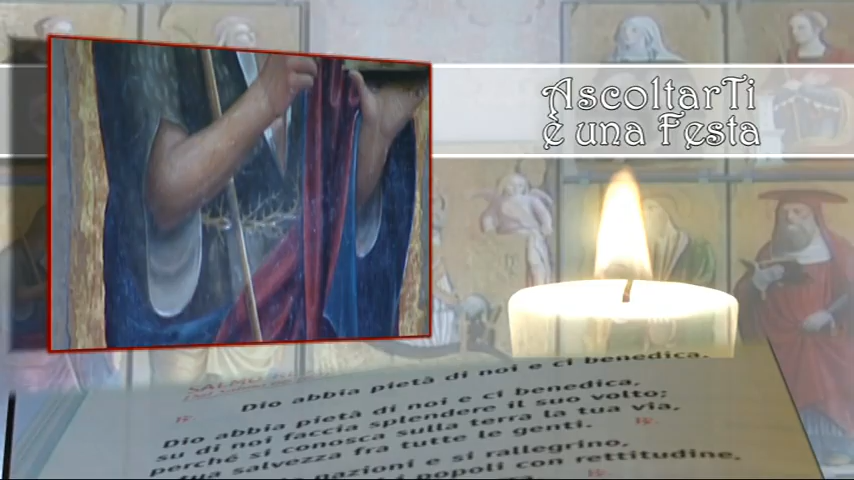 AscoltarTi
è una Festa
SALMO
Dio abbia pietà di noi e ci benedica.
℟.
Dio abbia pietà di noi e ci benedica,
su di noi faccia splendere il suo volto;
perché si conosca sulla terra la tua via,
tua salvezza fra tutte le genti. ℟.
nazioni e si rallegrino,
i popoli con rettitudine,
℟.